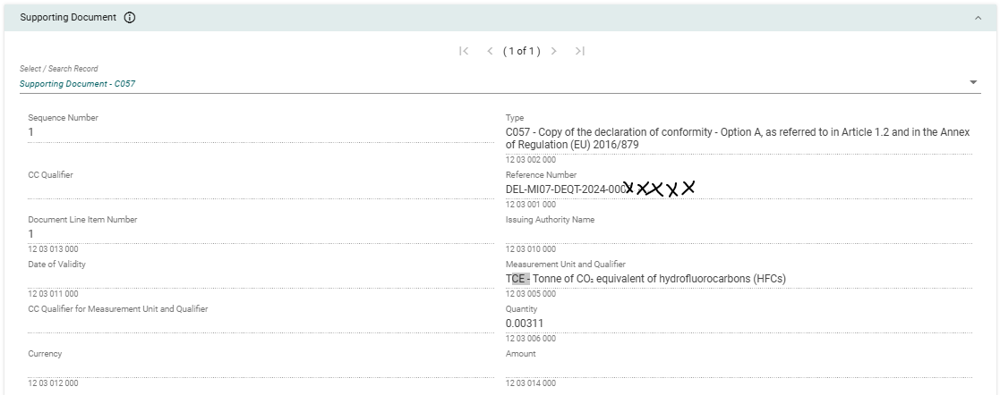 Supporting Document
( 1 of 1 )
Select / Search Record
Supporting Document - C057
Sequence Number
1
Type
C057 - Copy of the declaration of conformity - Option A, as referred to in Article 1.2 and in the Annex
of Regulation (EU) 2016/879
12 03 002 000
CC Qualifier
Reference Number
DEL-MI07-DEQT-2024-000 XXXXX
12 03 001 000
Document Line Item Number
1
12 03 013 000
Issuing Authority Name
12 03 010 000
Date of Validity
12 03 011 000
Measurement Unit and Qualifier
TCE - Tonne of CO₂ equivalent of hydrofluorocarbons (HFCs)
12 03 005 000
CC Qualifier for Measurement Unit and Qualifier
Quantity
0.00311
12 03 006 000
Currency
12 03 012 000
Amount
12 03 014 000